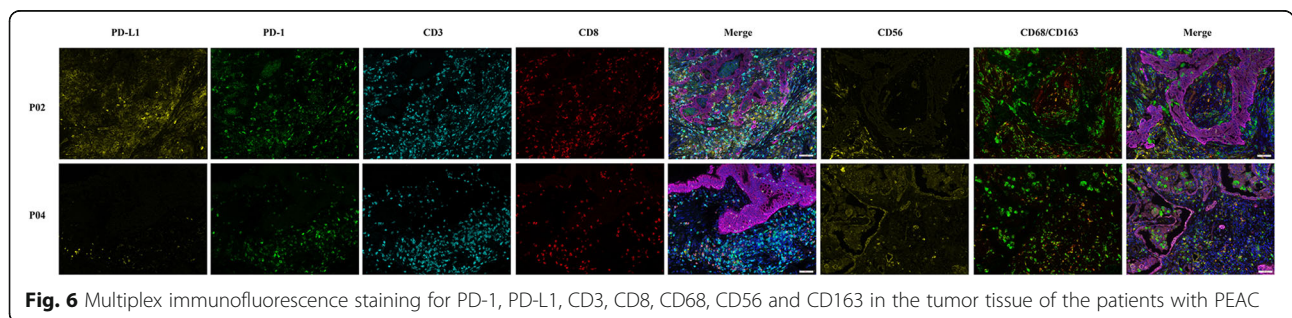 PD-L1 PD-1 CD3 CD8 Merge CD56 CD68/CD163 Merge
P02
P04
Fig. 6 Multiplex immunofluorescence staining for PD-1, PD-L1, CD3, CD8, CD68, CD56 and CD163 in the tumor tissue of the patients with PEAC